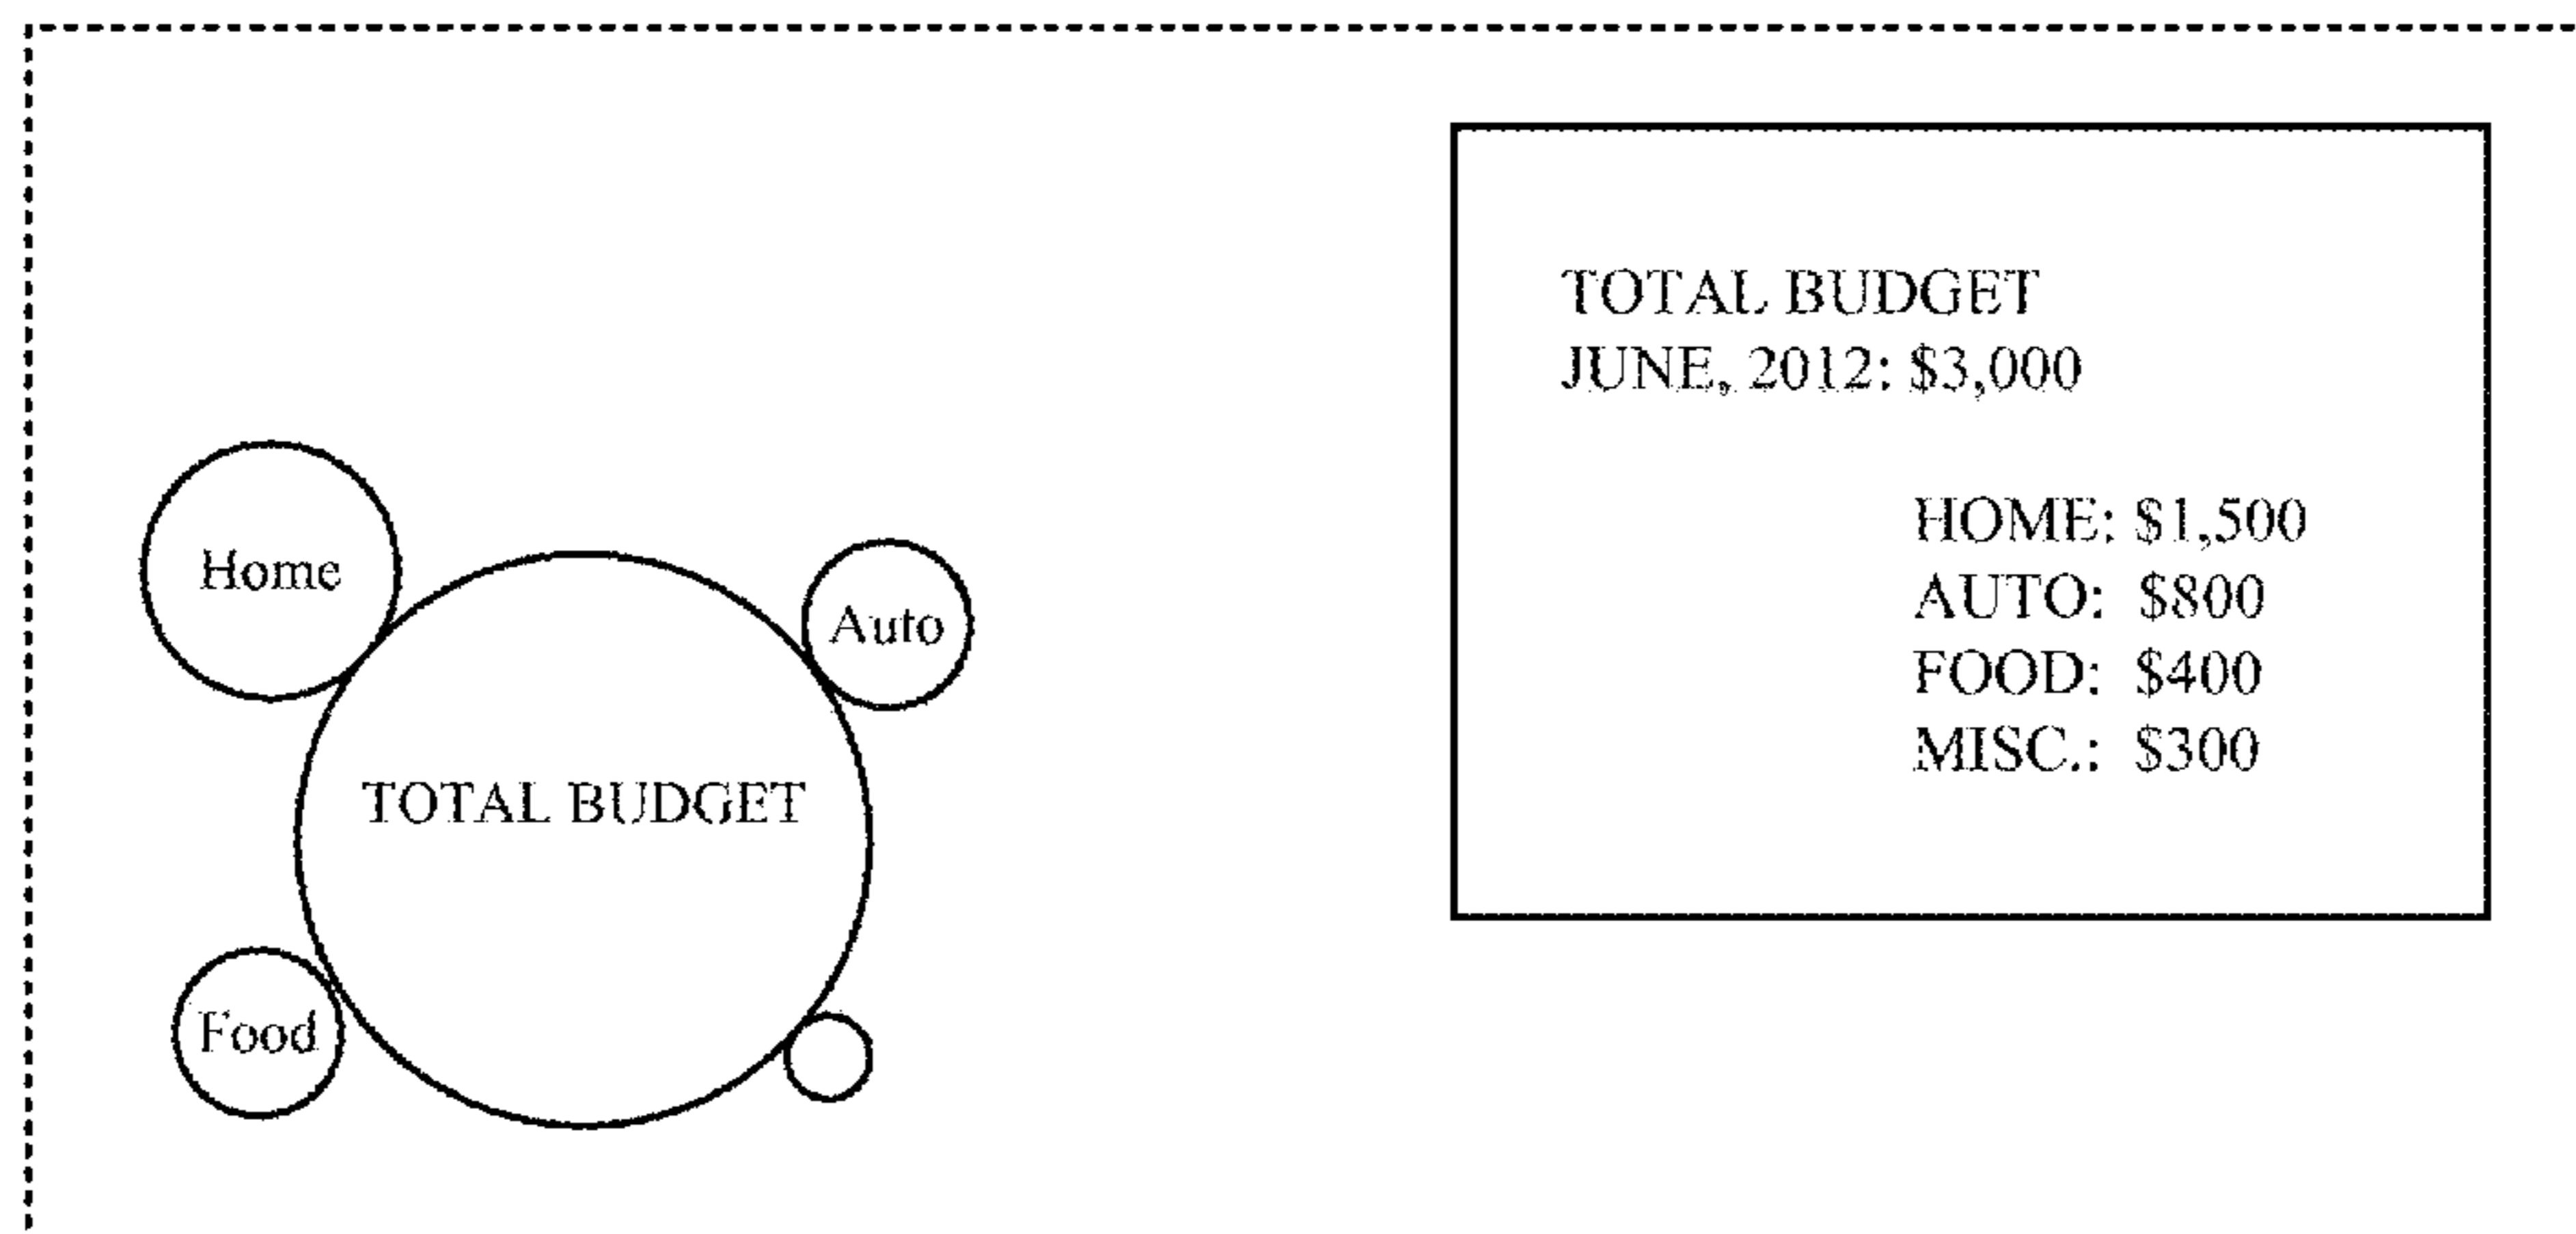 TOTAL BUDGET
JUNE, 2012: $3,000
HOME: $1,500
AUTO: $800
FOOD: $400
MISC.: $300
Home
Auto
TOTAL BUDGET
Food